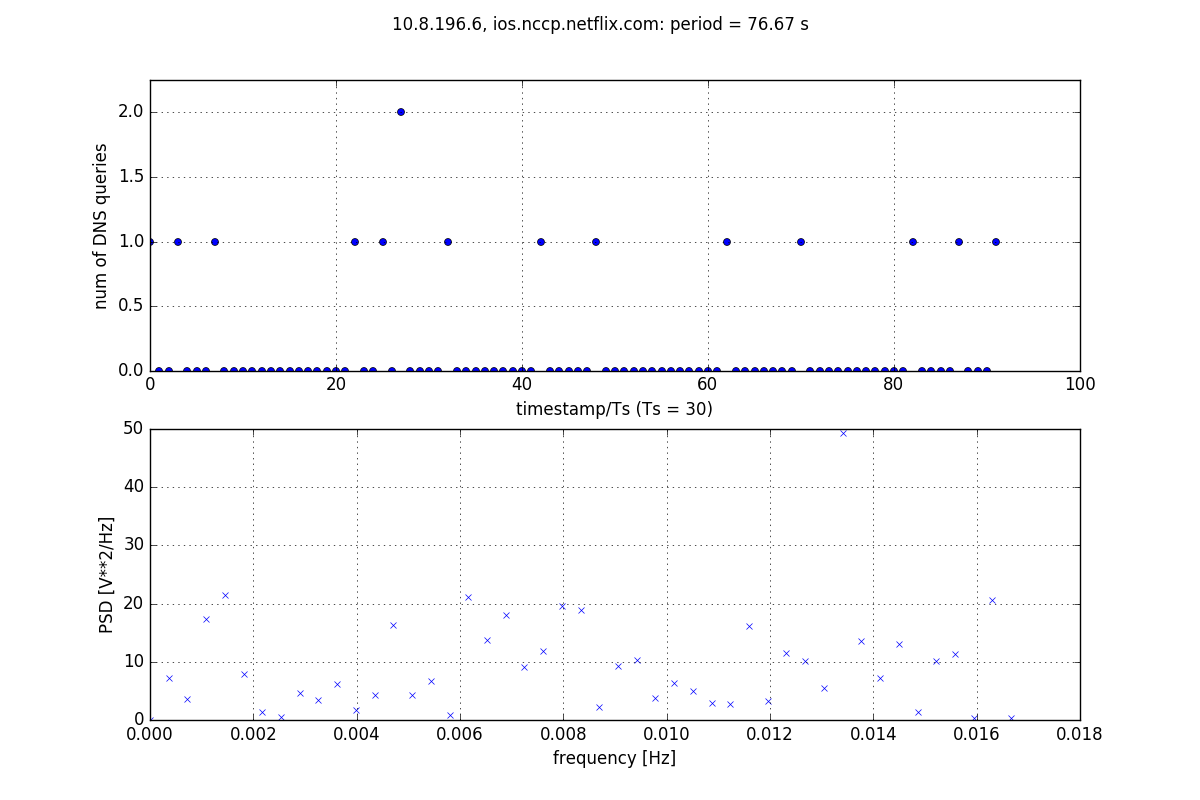 10.8.196.6, ios.nccp.netflix.com: period = 76.67 s
2.0
1.5
1.0
0.5
0.0
num of DNS queries
0 20 40 60 80 100
timestamp/Ts (Ts = 30)
50
40
30
20
10
0
PSD [V**2/Hz]
0.000 0.002 0.004 0.006 0.008 0.010 0.012 0.014 0.016 0.018
frequency [Hz]